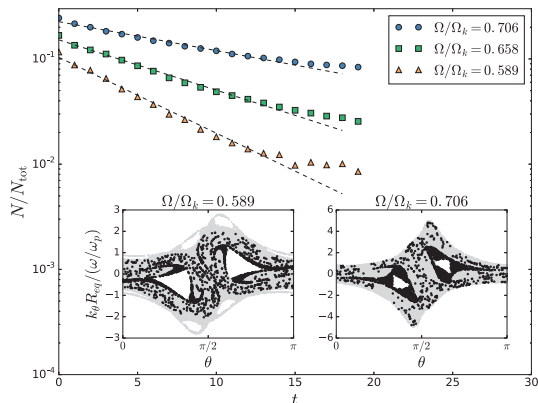 10⁻¹
10⁻²
10⁻³
10⁻⁴
N/N_tot
Ω/Ω_k = 0.706
Ω/Ω_k = 0.658
Ω/Ω_k = 0.589
Ω/Ω_k = 0.589
3
2
1
0
−1
−2
−3
k_θ R_eq/(ω/ω_p)
0
π/2
π
θ
Ω/Ω_k = 0.706
6
4
2
0
−2
−4
−6
0
π/2
π
θ
0
5
10
15
20
25
30
t